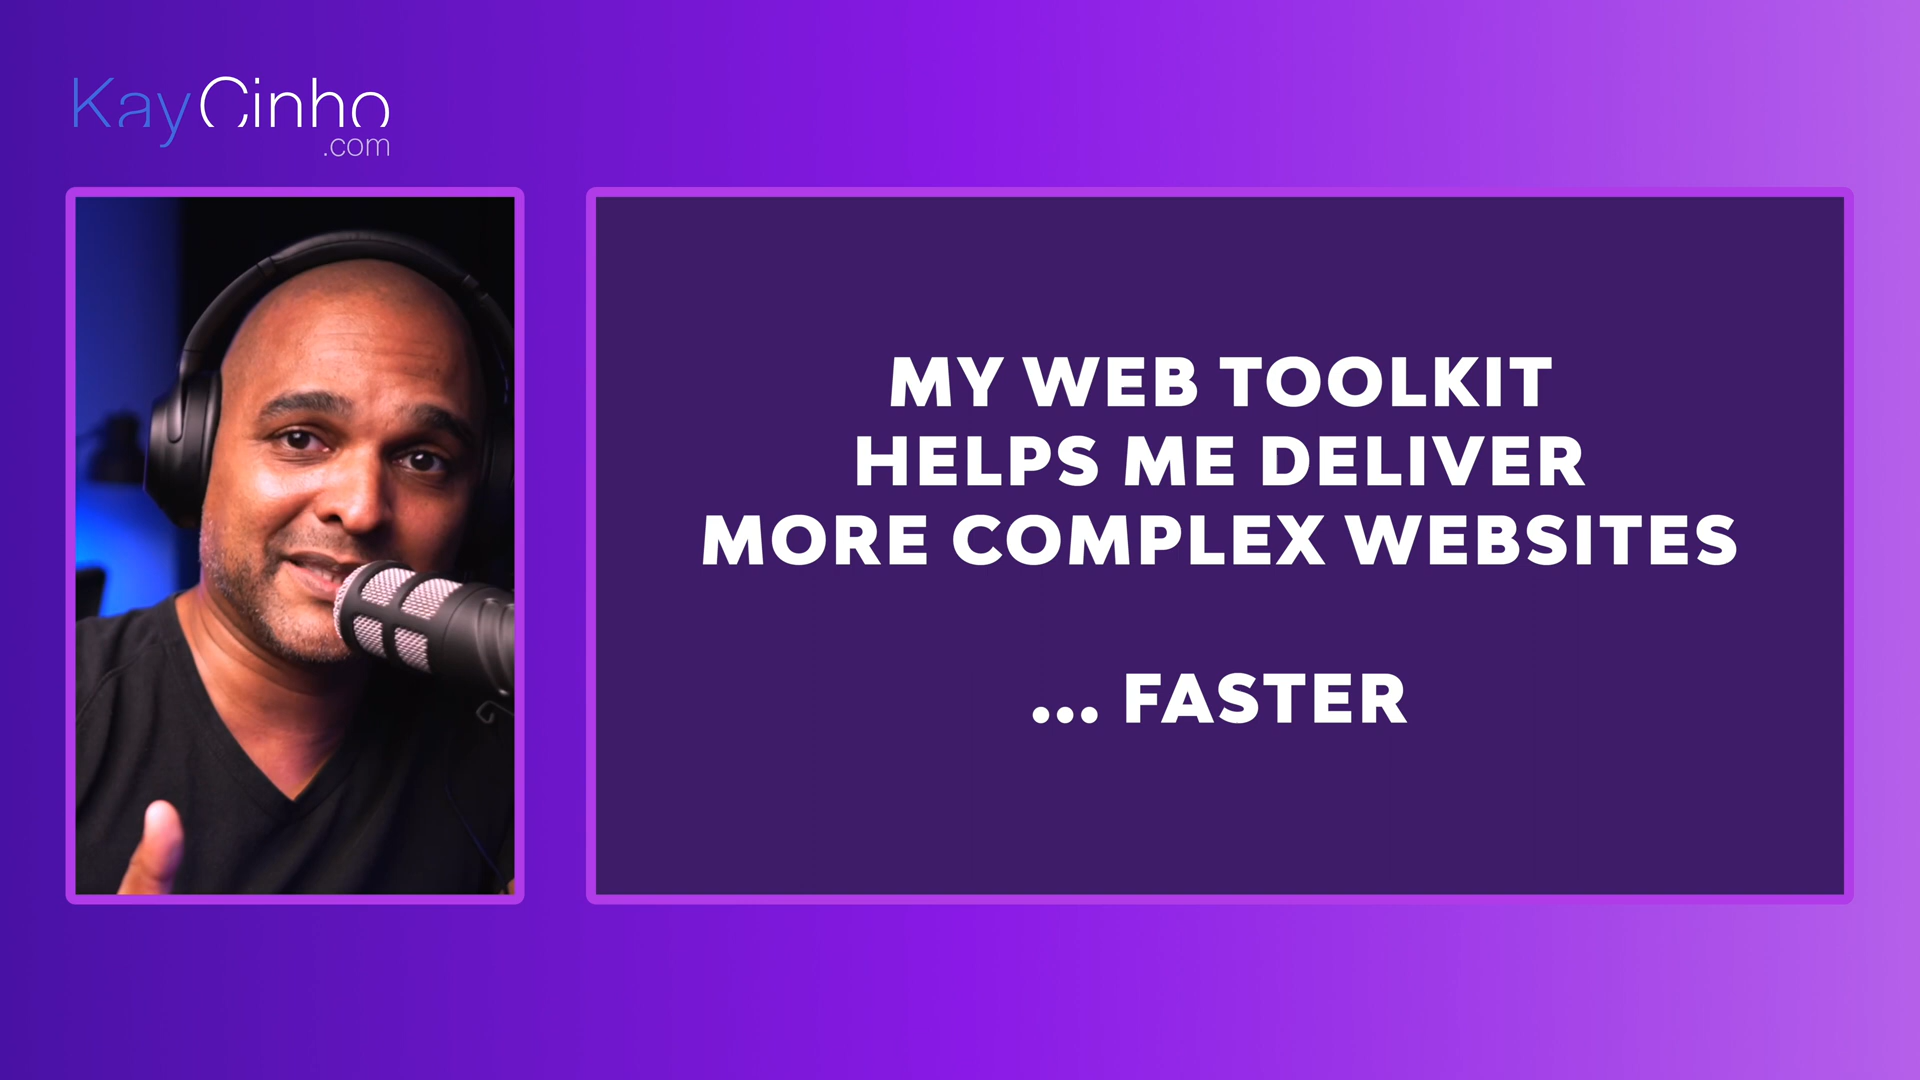 KayCinho
.com
MY WEB TOOLKIT
HELPS ME DELIVER
MORE COMPLEX WEBSITES
... FASTER